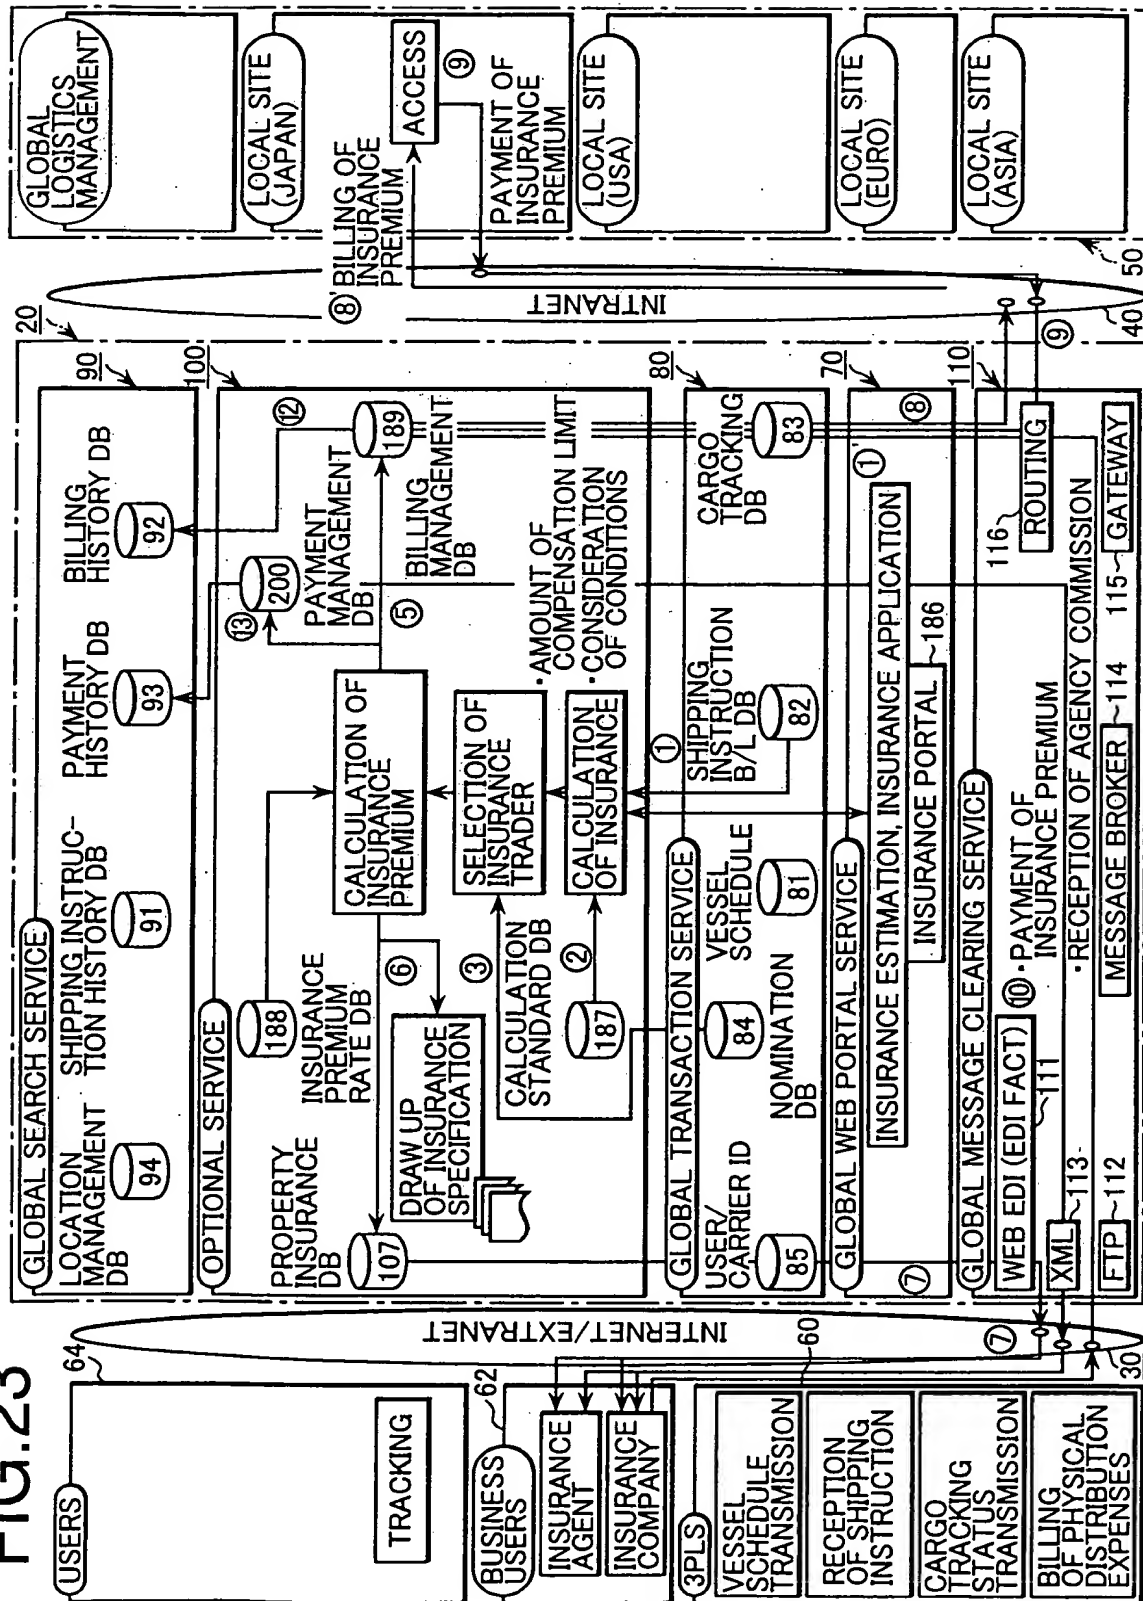 FIG.23
USERS
64
TRACKING
BUSINESS
USERS
62
INSURANCE
AGENT
INSURANCE
COMPANY
3PLS
60
VESSEL
SCHEDULE
TRANSMISSION
RECEPTION
OF SHIPPING
INSTRUCTION
CARGO
TRACKING
STATUS
TRANSMISSION
BILLING
OF PHYSICAL
DISTRIBUTION
EXPENSES
INTERNET/EXTRANET
⑦
30
20
GLOBAL SEARCH SERVICE
90
LOCATION
MANAGEMENT
DB
94
SHIPPING INSTRUC-
TION HISTORY DB
91
PAYMENT
HISTORY DB
93
BILLING
HISTORY DB
92
OPTIONAL SERVICE
100
PROPERTY
INSURANCE
DB
107
INSURANCE
PREMIUM
RATE DB
188
⑥
DRAW UP
OF INSURANCE
SPECIFICATION
CALCULATION OF
INSURANCE
PREMIUM
⑬
200
PAYMENT
MANAGEMENT
DB
⑤
⑫
189
BILLING
MANAGEMENT
DB
③
CALCULATION
STANDARD DB
187
②
SELECTION OF
INSURANCE
TRADER
CALCULATION
OF INSURANCE
・AMOUNT OF
COMPENSATION LIMIT
・CONSIDERATION
OF CONDITIONS
GLOBAL TRANSACTION SERVICE
80
USER/
CARRIER ID
85
NOMINATION
DB
84
VESSEL
SCHEDULE
81
①
SHIPPING
INSTRUCTION
B/L DB
82
CARGO
TRACKING
DB
83
GLOBAL WEB PORTAL SERVICE
70
⑦
①'
⑧
INSURANCE ESTIMATION, INSURANCE APPLICATION
INSURANCE PORTAL
186
GLOBAL MESSAGE CLEARING SERVICE
110
WEB EDI (EDI FACT)
111
⑩
・PAYMENT OF
INSURANCE PREMIUM
・RECEPTION OF AGENCY COMMISSION
XML
113
FTP
112
MESSAGE BROKER
114
115
GATEWAY
116
ROUTING
INTRANET
⑨
40
⑧'
BILLING OF
INSURANCE
PREMIUM
50
GLOBAL
LOGISTICS
MANAGEMENT
LOCAL SITE
(JAPAN)
ACCESS
⑨
PAYMENT OF
INSURANCE
PREMIUM
LOCAL SITE
(USA)
LOCAL SITE
(EURO)
LOCAL SITE
(ASIA)